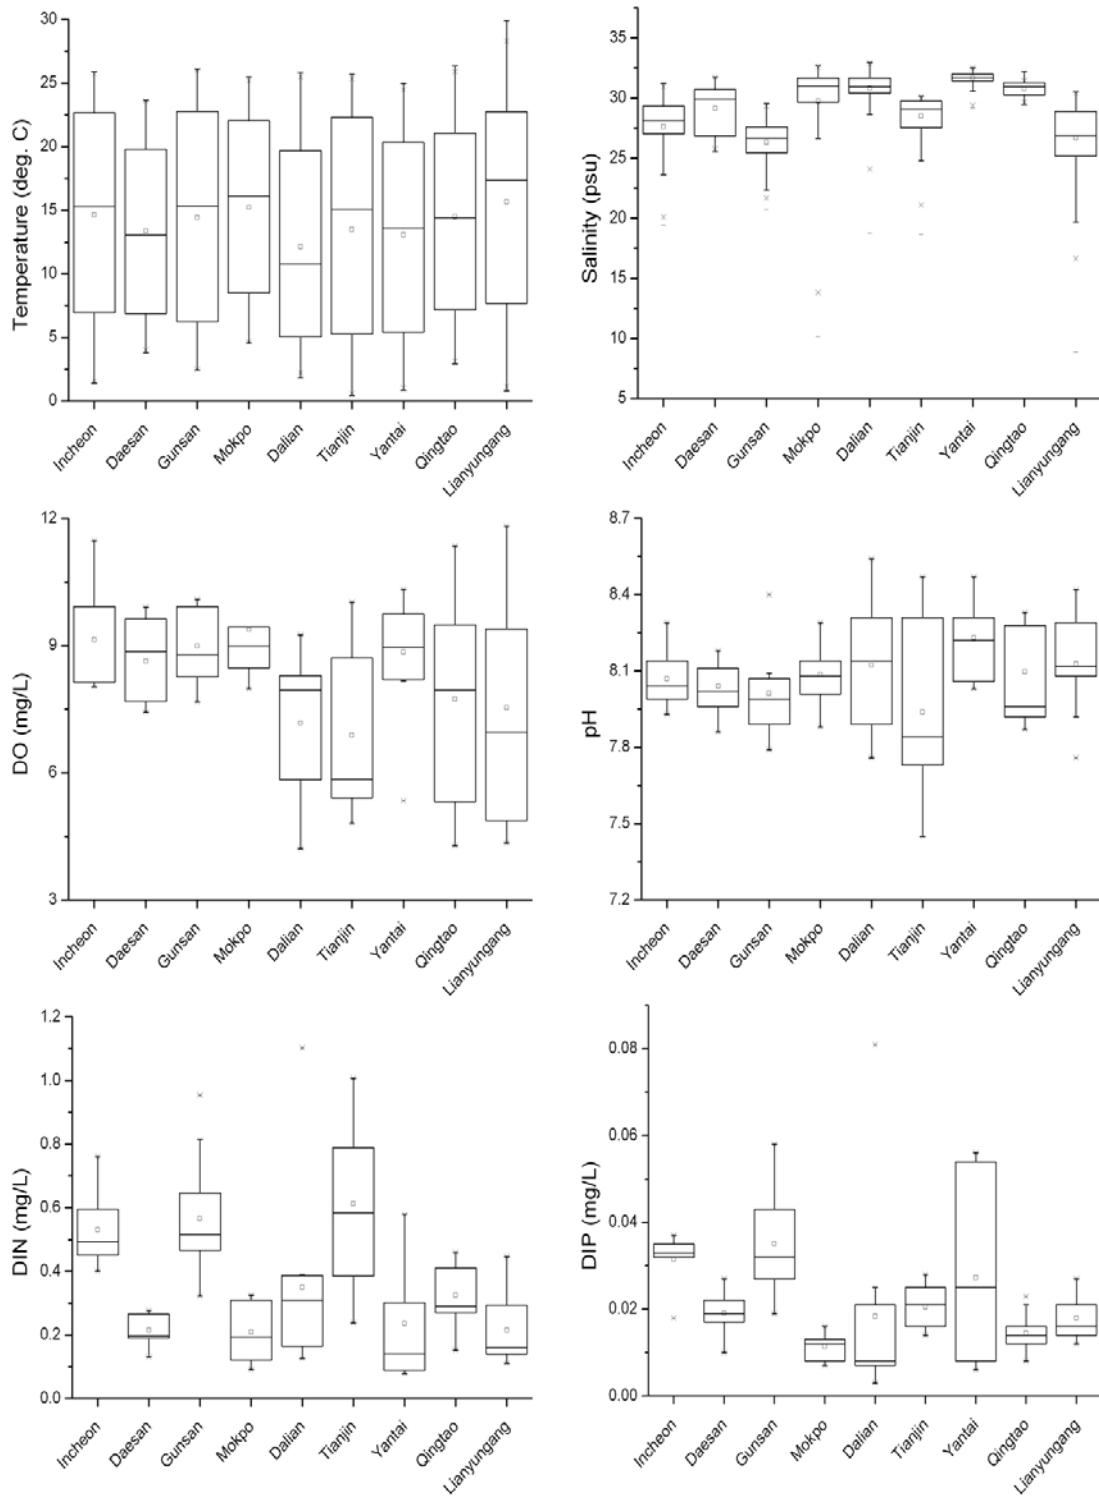 Temperature (deg. C)
30
25
20
15
10
5
0
Incheon
Daesan
Gunsan
Mokpo
Dalian
Tianjin
Yantai
Qingtao
Lianyungang
Salinity (psu)
35
30
25
20
15
10
5
Incheon
Daesan
Gunsan
Mokpo
Dalian
Tianjin
Yantai
Qingtao
Lianyungang
DO (mg/L)
12
9
6
3
Incheon
Daesan
Gunsan
Mokpo
Dalian
Tianjin
Yantai
Qingtao
Lianyungang
pH
8.7
8.4
8.1
7.8
7.5
7.2
Incheon
Daesan
Gunsan
Mokpo
Dalian
Tianjin
Yantai
Qingtao
Lianyungang
DIN (mg/L)
1.2
1.0
0.8
0.6
0.4
0.2
0.0
Incheon
Daesan
Gunsan
Mokpo
Dalian
Tianjin
Yantai
Qingtao
Lianyungang
DIP (mg/L)
0.08
0.06
0.04
0.02
0.00
Incheon
Daesan
Gunsan
Mokpo
Dalian
Tianjin
Yantai
Qingtao
Lianyungang